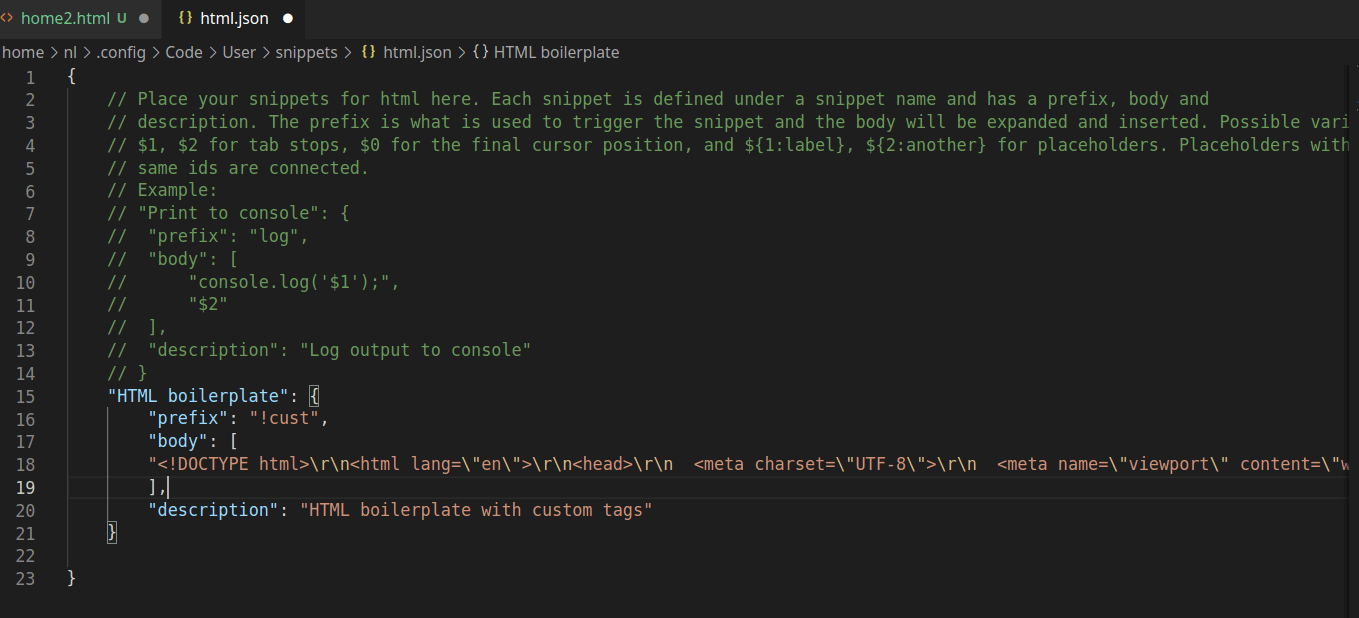 <> home2.html U ●
{} html.json ●
home > nl > .config > Code > User > snippets > {} html.json > {} HTML boilerplate
1 {
2 // Place your snippets for html here. Each snippet is defined under a snippet name and has a prefix, body and
3 // description. The prefix is what is used to trigger the snippet and the body will be expanded and inserted. Possible vari
4 // $1, $2 for tab stops, $0 for the final cursor position, and ${1:label}, ${2:another} for placeholders. Placeholders with
5 // same ids are connected.
6 // Example:
7 // "Print to console": {
8 // "prefix": "log",
9 // "body": [
10 // "console.log('$1');",
11 // "$2"
12 // ],
13 // "description": "Log output to console"
14 // }
15 "HTML boilerplate": {
16 "prefix": "!cust",
17 "body": [
18 "<!DOCTYPE html>\r\n<html lang=\"en\">\r\n<head>\r\n  <meta charset=\"UTF-8\">\r\n  <meta name=\"viewport\" content=\"w
19 ],
20 "description": "HTML boilerplate with custom tags"
21 }
22
23 }